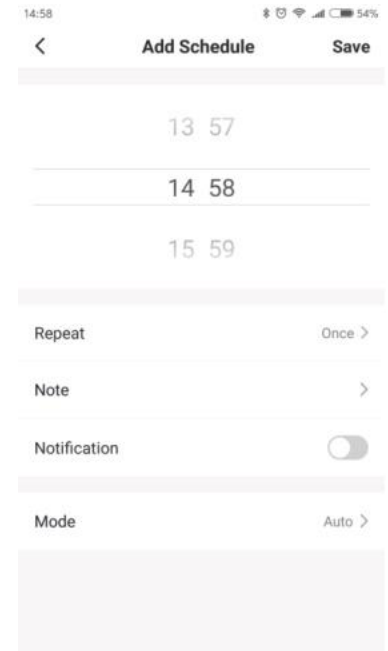 14:58 54%
Add Schedule Save
13 57
14 58
15 59
Repeat Once
Note
Notification
Mode Auto